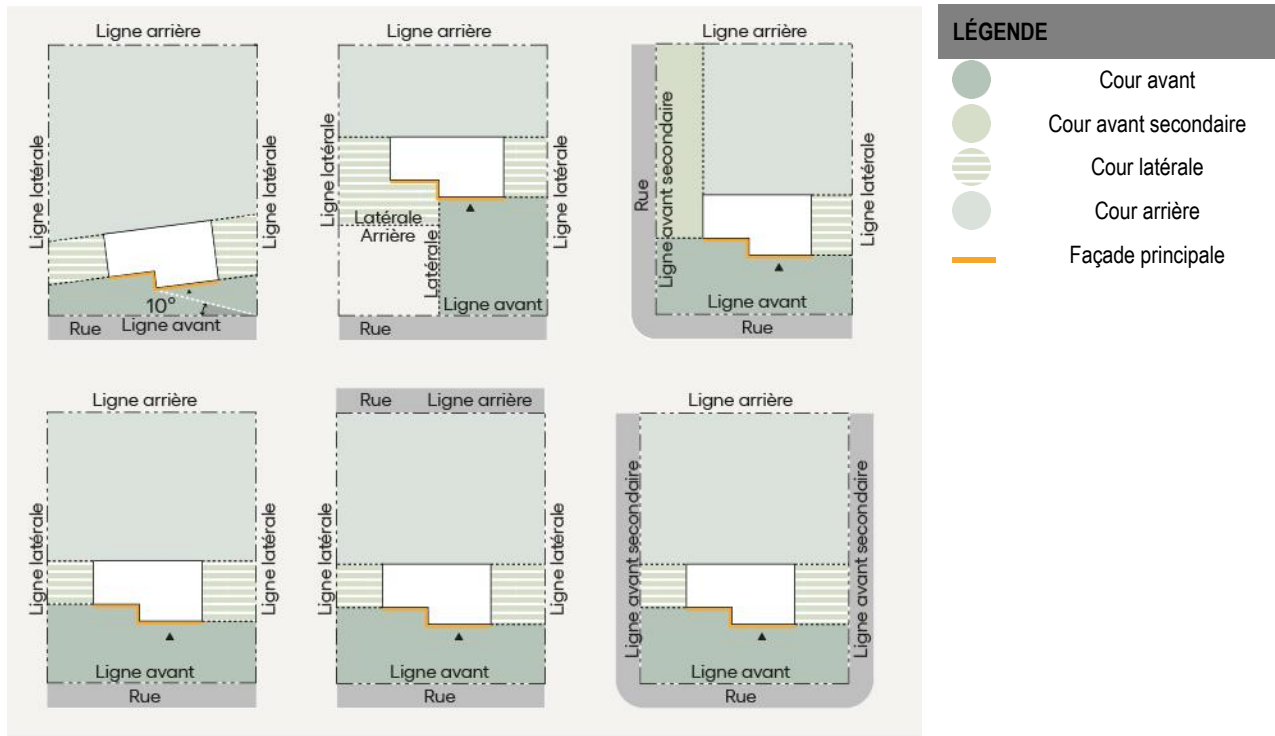 Ligne arrière
Ligne latérale
Ligne latérale
10°
Rue
Ligne avant
Ligne arrière
Ligne latérale
Ligne latérale
Latérale
Arrière
Latérale
Ligne avant
Rue
Ligne arrière
Rue
Ligne avant secondaire
Ligne latérale
Ligne avant
Rue
Ligne arrière
Ligne latérale
Ligne latérale
Ligne avant
Rue
Rue
Ligne arrière
Ligne latérale
Ligne latérale
Ligne avant
Rue
Ligne arrière
Ligne avant secondaire
Ligne avant secondaire
Ligne avant
Rue
LÉGENDE
Cour avant
Cour avant secondaire
Cour latérale
Cour arrière
Façade principale